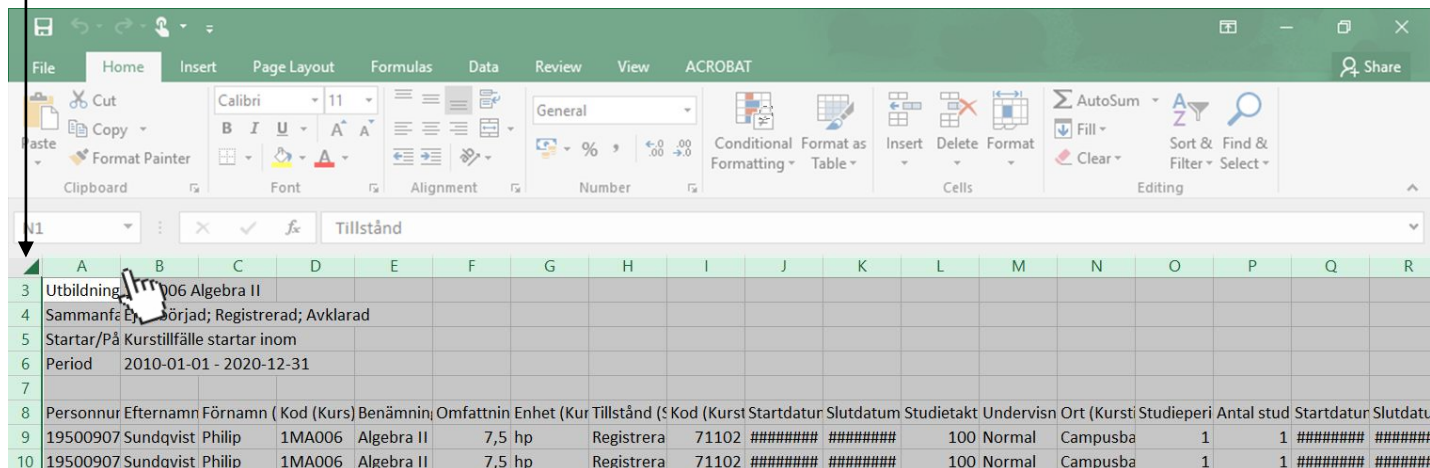 File Home Insert Page Layout Formulas Data Review View ACROBAT Share
Cut Calibri 11 General AutoSum
Copy B I U A A Fill
Paste Format Painter A % , .00 Conditional Format as Insert Delete Format Clear Sort & Find &
Formatting Table Filter Select
Clipboard Font Alignment Number Cells Editing
N1 fx Tillstånd
A B C D E F G H I J K L M N O P Q R
3 Utbildning 006 Algebra II
4 Sammanfa Ej börjad; Registrerad; Avklarad
5 Startar/På Kurstillfälle startar inom
6 Period 2010-01-01 - 2020-12-31
7
8 Personnur Efternamn Förnamn ( Kod (Kurs) Benämnin Omfattnin Enhet (Kur Tillstånd (S Kod (Kurst Startdatur Slutdatum Studietakt Undervisn Ort (Kursti Studieperi Antal stud Startdatur Slutdatu
9 19500907 Sundqvist Philip 1MA006 Algebra II 7,5 hp Registrera 71102 ######## ######## 100 Normal Campusba 1 1 ######## #######
10 19500907 Sundqvist Philip 1MA006 Algebra II 7,5 hp Registrera 71102 ######## ######## 100 Normal Campusba 1 1 ######## #######